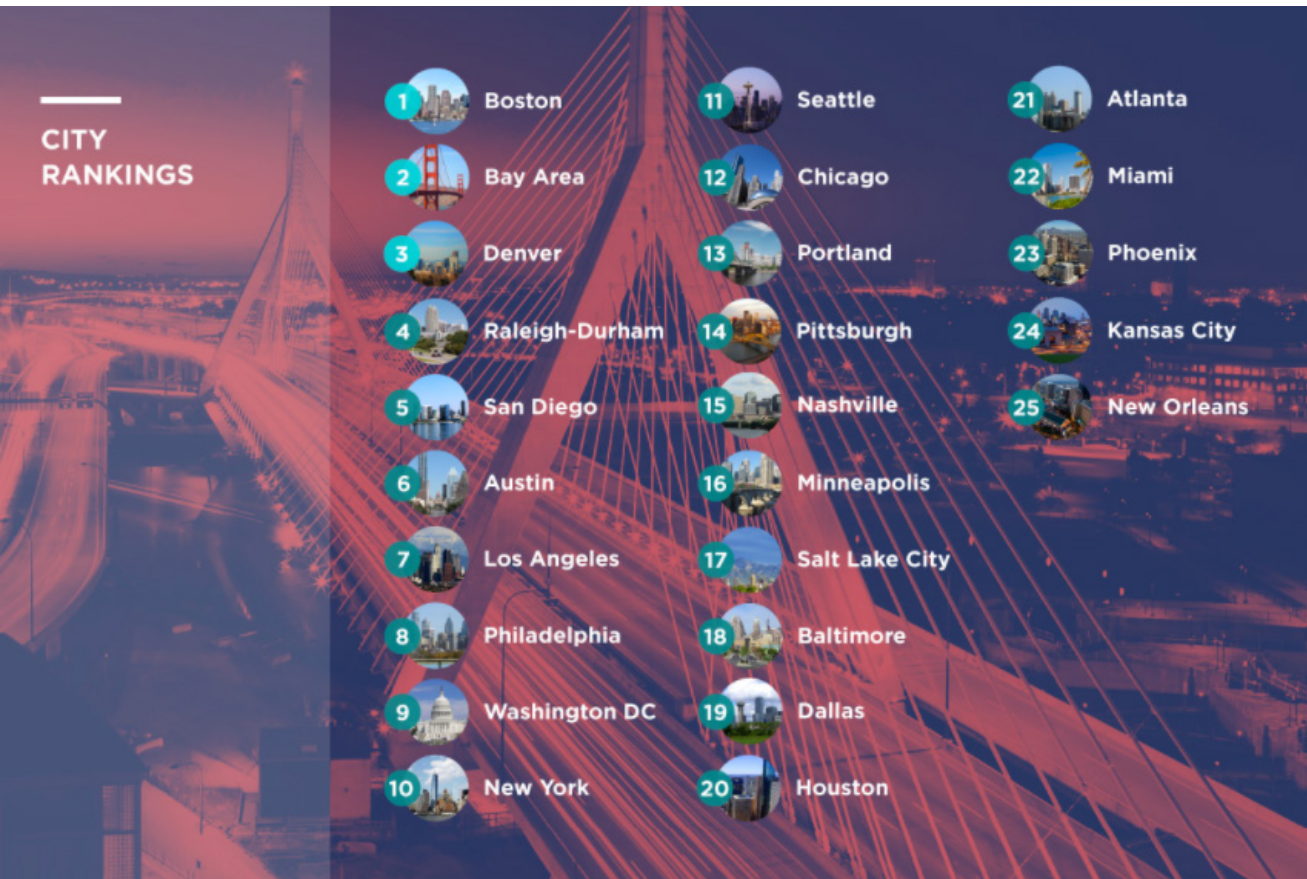 CITY
RANKINGS
1 Boston
2 Bay Area
3 Denver
4 Raleigh-Durham
5 San Diego
6 Austin
7 Los Angeles
8 Philadelphia
9 Washington DC
10 New York
11 Seattle
12 Chicago
13 Portland
14 Pittsburgh
15 Nashville
16 Minneapolis
17 Salt Lake City
18 Baltimore
19 Dallas
20 Houston
21 Atlanta
22 Miami
23 Phoenix
24 Kansas City
25 New Orleans